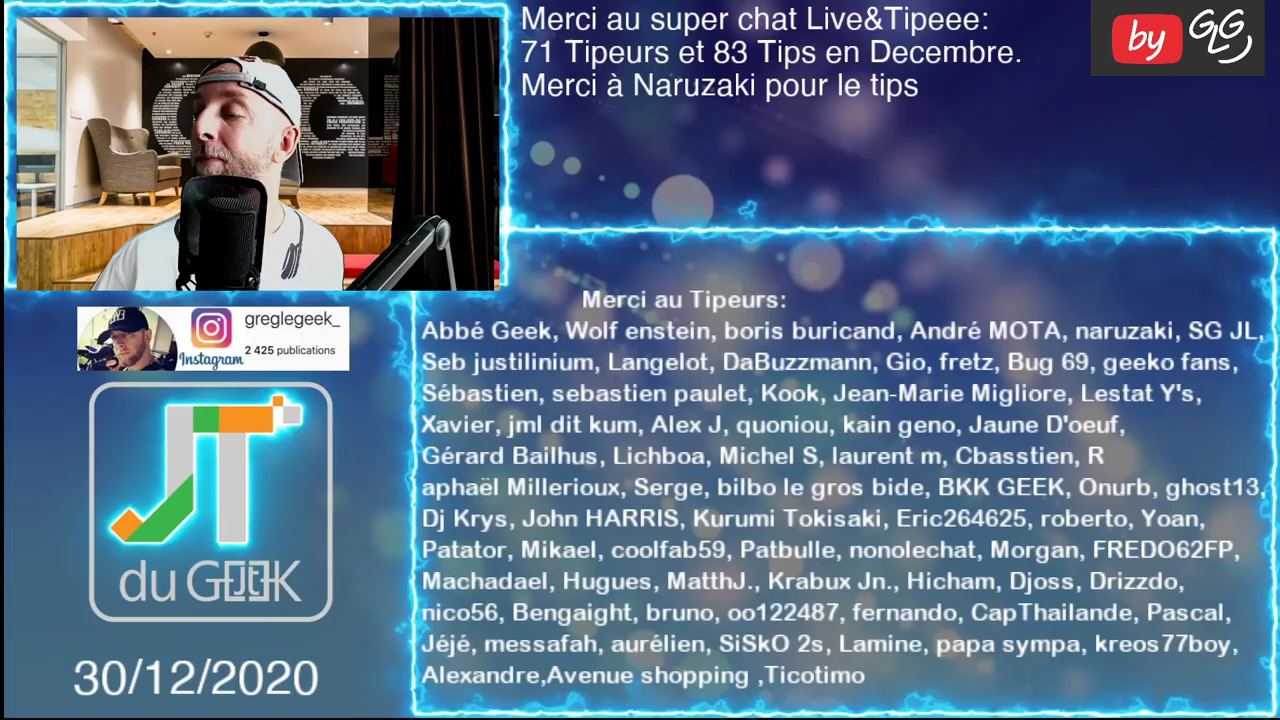 Merci au super chat Live&Tipeee:
71 Tipeurs et 83 Tips en Decembre.
Merci a Naruzaki pour le tips
by GLG
greglegeek_
Instagram
2 425 publications
JT
du GEEK
30/12/2020
Merci au Tipeurs:
Abbé Geek, Wolf enstein, boris buricand, André MOTA, naruzaki, SG JL,
Seb justilinium, Langelot, DaBuzzmann, Gio, fretz, Bug 69, geeko fans,
Sébastien, sebastien paulet, Kook, Jean-Marie Migliore, Lestat Y's,
Xavier, jml dit kum, Alex J, quoniou, kain geno, Jaune D'oeuf,
Gérard Bailhus, Lichboa, Michel S, laurent m, Cbasstien, R
aphaël Millerioux, Serge, bilbo le gros bide, BKK GEEK, Onurb, ghost13,
Dj Krys, John HARRIS, Kurumi Tokisaki, Eric264625, roberto, Yoan,
Patator, Mikael, coolfab59, Patbulle, nonolechat, Morgan, FREDO62FP,
Machadael, Hugues, MatthJ., Krabux Jn., Hicham, Djoss, Drizzdo,
nico56, Bengaight, bruno, oo122487, fernando, CapThailande, Pascal,
Jéjé, messafah, aurélien, SiSkO 2s, Lamine, papa sympa, kreos77boy,
Alexandre,Avenue shopping ,Ticotimo